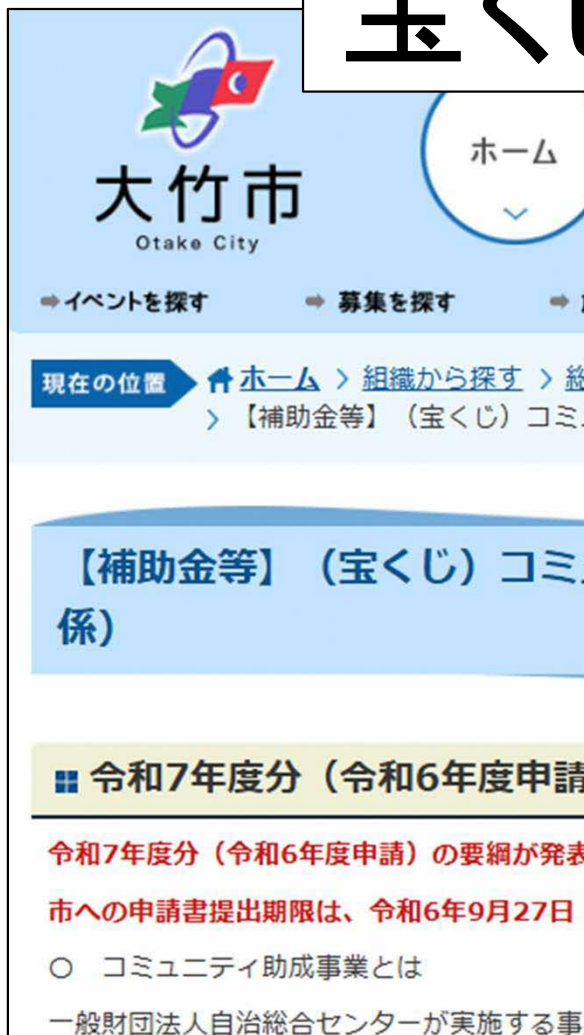 宝く
大竹市
Otake City
ホーム
イベントを探す
募集を探す
現在の位置
ホーム > 組織から探す >
> 【補助金等】（宝くじ）コミ
【補助金等】（宝くじ）コミ
係）
令和7年度分（令和6年度申請
令和7年度分（令和6年度申請）の要綱が発表
市への申請書提出期限は、令和6年9月27日
○ コミュニティ助成事業とは
一般財団法人自治総合センターが実施する事